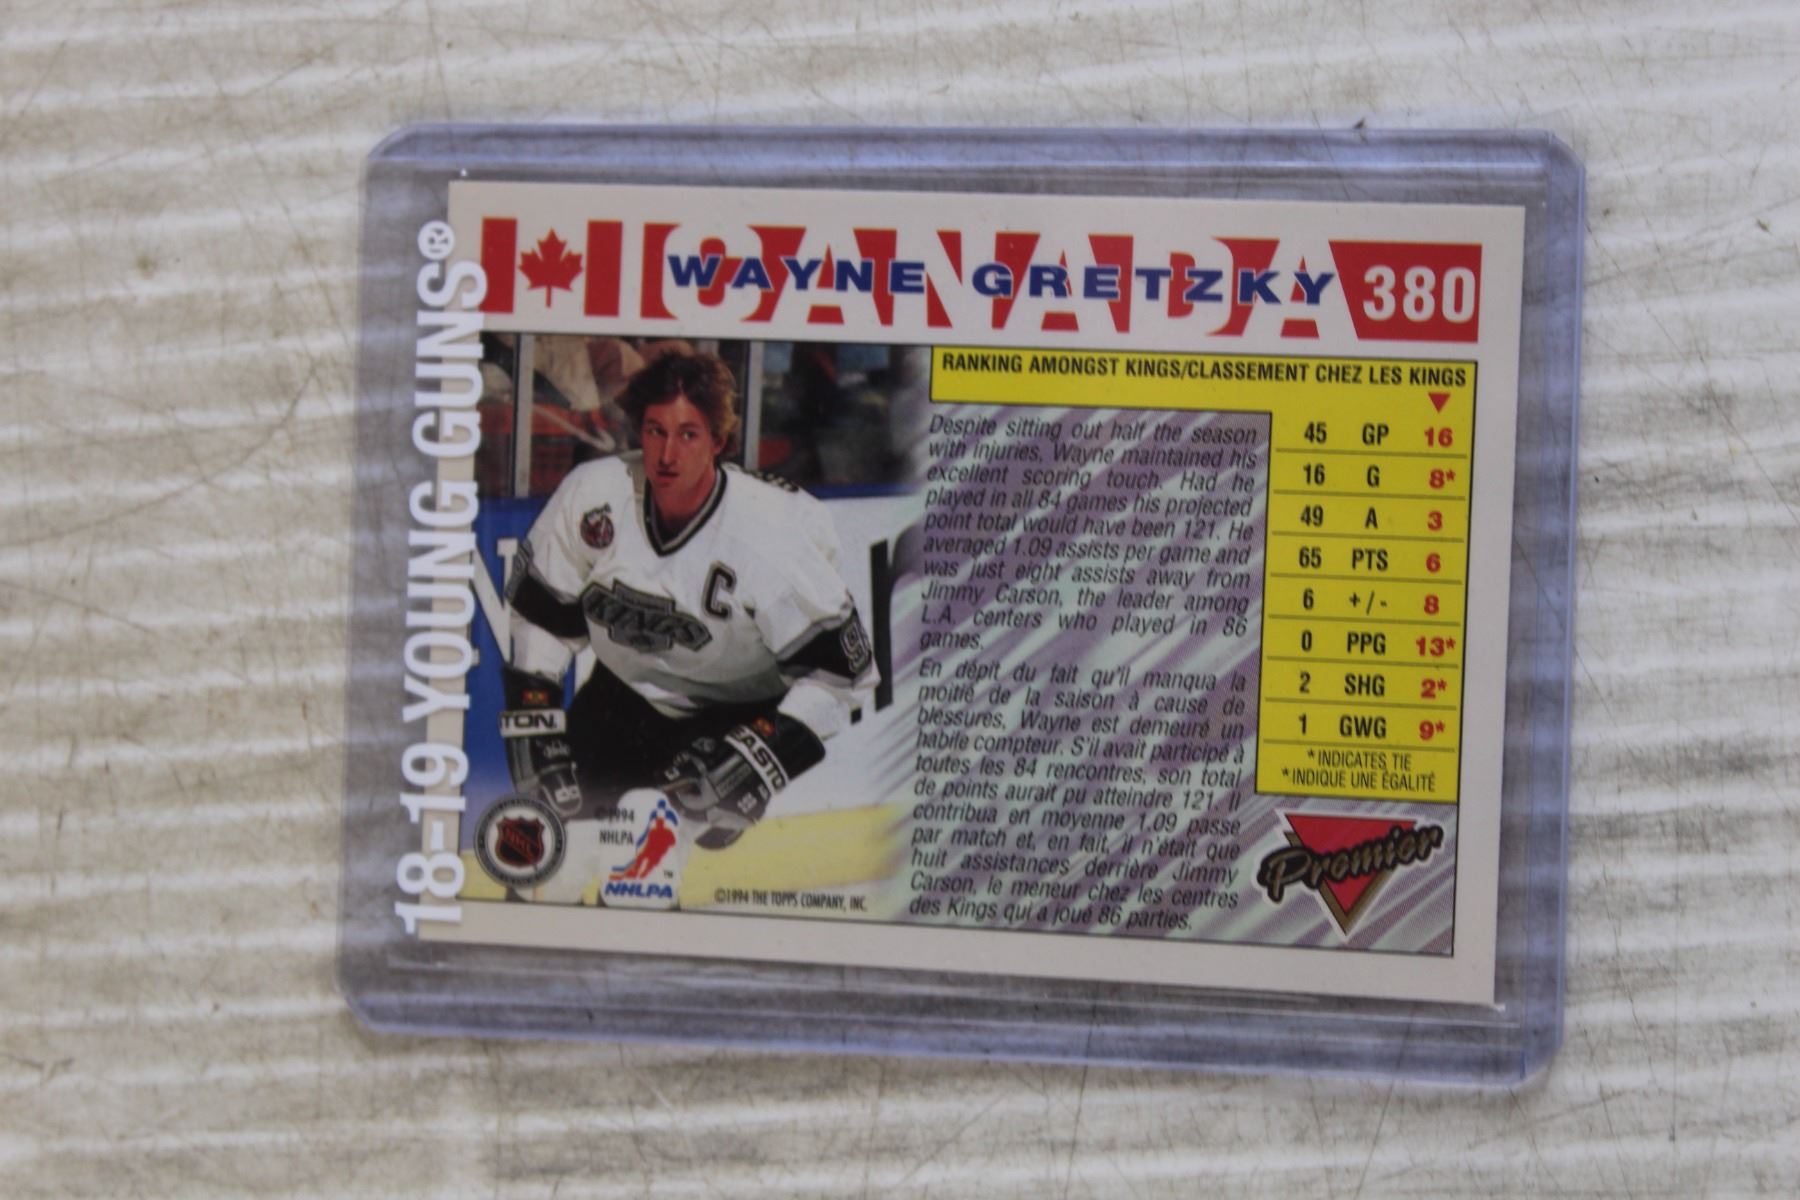 18-19 YOUNG GUNS®
CANADA
WAYNE GRETZKY
380
RANKING AMONGST KINGS/CLASSEMENT CHEZ LES KINGS
45 GP 16
16 G 8*
49 A 3
65 PTS 6
6 +/- 8
0 PPG 13*
2 SHG 2*
1 GWG 9*
*INDICATES TIE
*INDIQUE UNE ÉGALITÉ
Despite sitting out half the season
with injuries, Wayne maintained his
excellent scoring touch. Had he
played in all 84 games his projected
point total would have been 121. He
averaged 1.09 assists per game and
was just eight assists away from
Jimmy Carson, the leader among
L.A. centers who played in 86
games.
En dépit du fait qu'il manqua la
moitié de la saison à cause de
blessures, Wayne est demeuré un
habile compteur. S'il avait participé à
toutes les 84 rencontres, son total
de points aurait pu atteindre 121. Il
contribua en moyenne 1.09 passe
par match et, en fait, il n'était que
huit assistances derrière Jimmy
Carson, le meneur chez les centres
des Kings qui a joué 86 parties.
C
KINGS
9
TON.
EASTO
NHL
©1994
NHLPA
NHLPA
™
©1994 THE TOPPS COMPANY, INC.
Premier